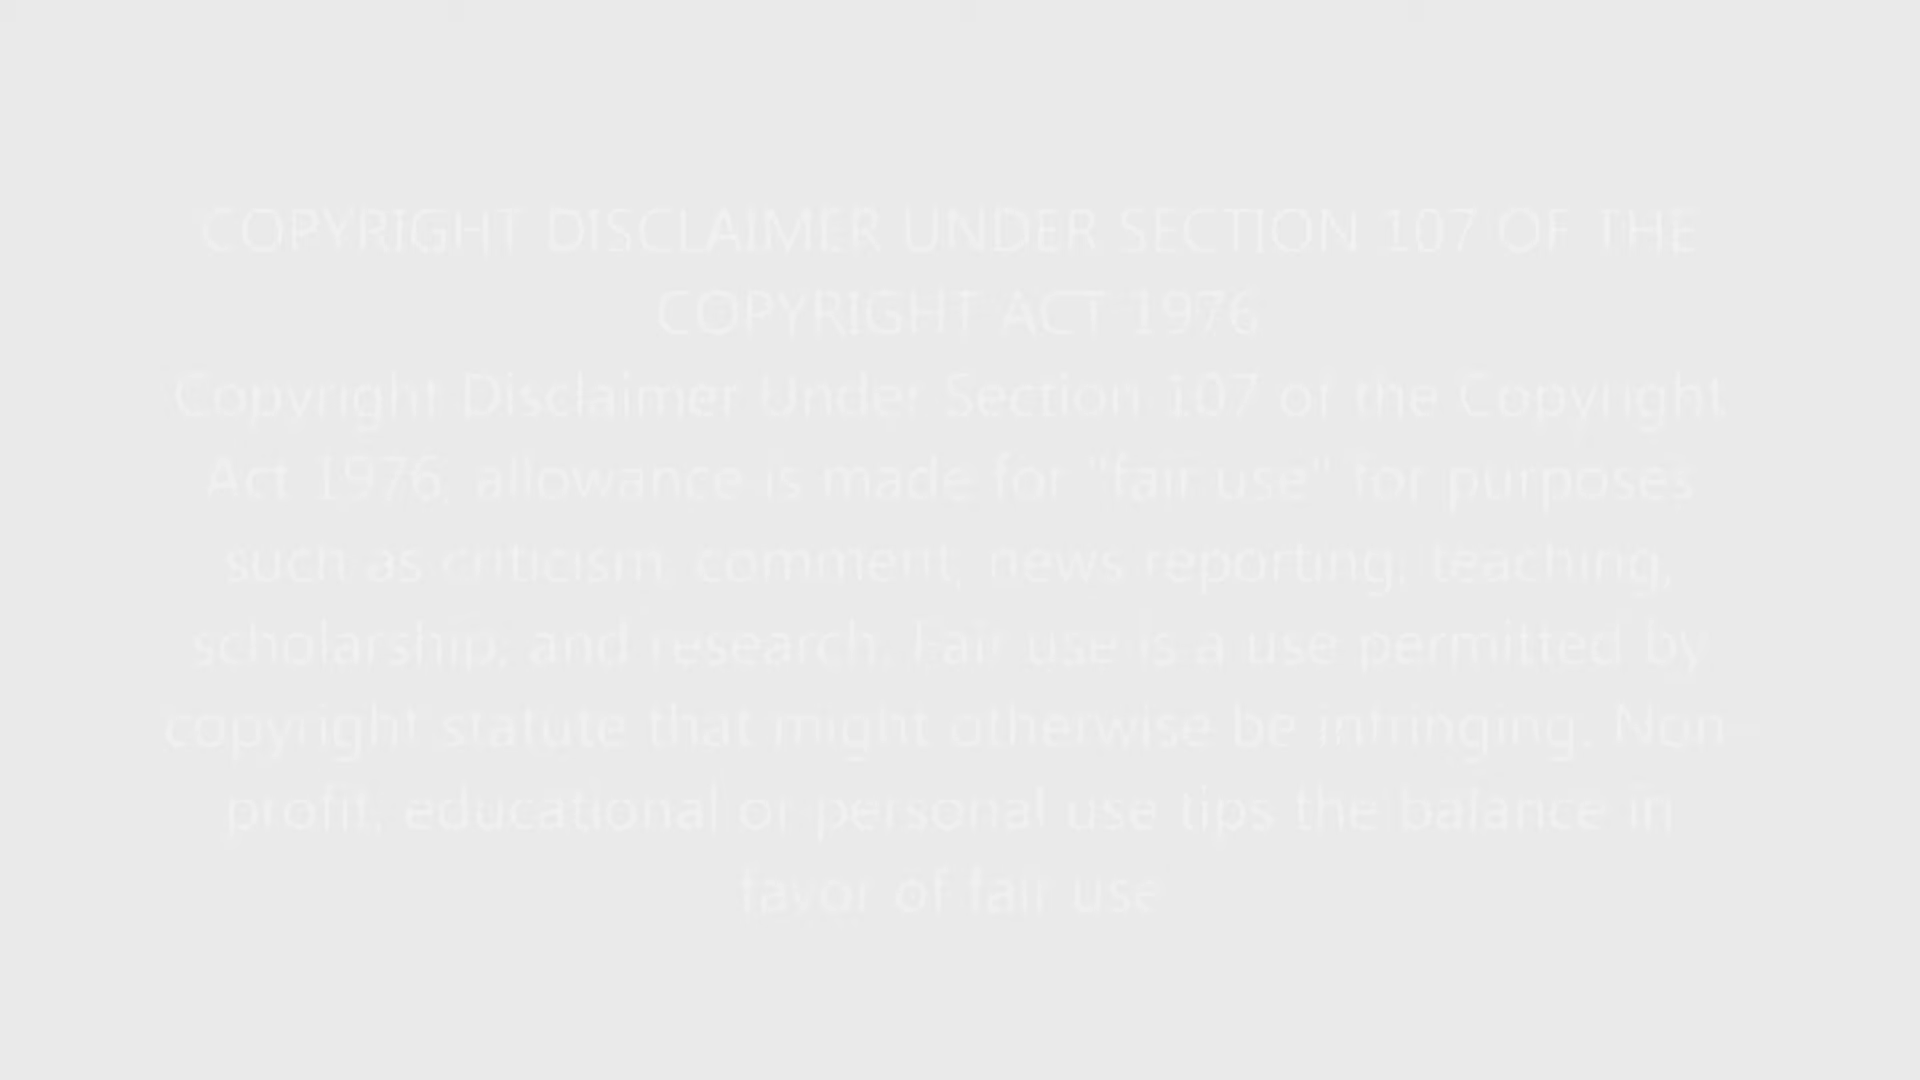 COPYRIGHT DISCLAIMER UNDER SECTION 107 OF THE
COPYRIGHT ACT 1976
Copyright Disclaimer Under Section 107 of the Copyright
Act 1976, allowance is made for "fair use" for purposes
such as criticism, comment, news reporting, teaching,
scholarship, and research. Fair use is a use permitted by
copyright statute that might otherwise be infringing. Non-
profit, educational or personal use tips the balance in
favor of fair use